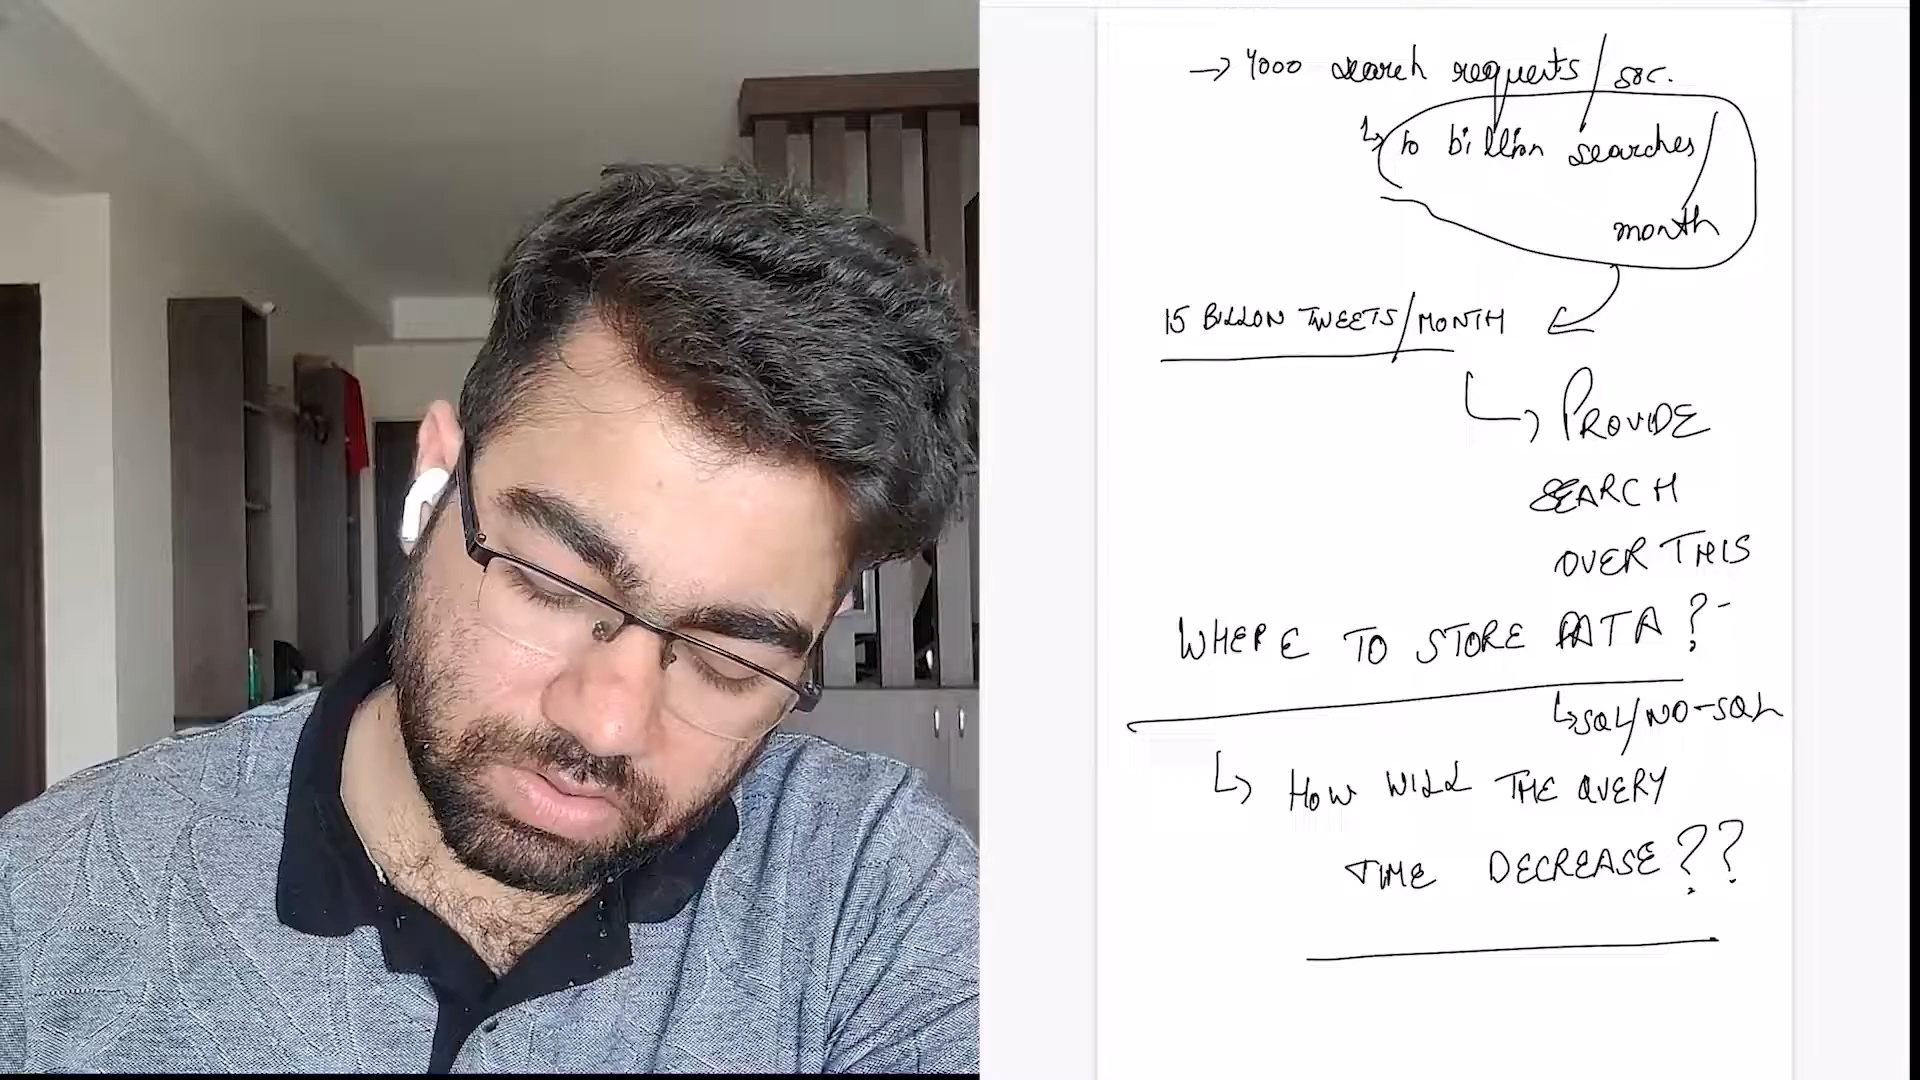 → 4000 search requests / sec.
↳ 10 billion searches /
month
15 BILLION TWEETS / MONTH
↳ PROVIDE
SEARCH
OVER THIS
WHERE TO STORE DATA ? -
↳ SQL / NO-SQL
↳ HOW WILL THE QUERY
TIME DECREASE ??